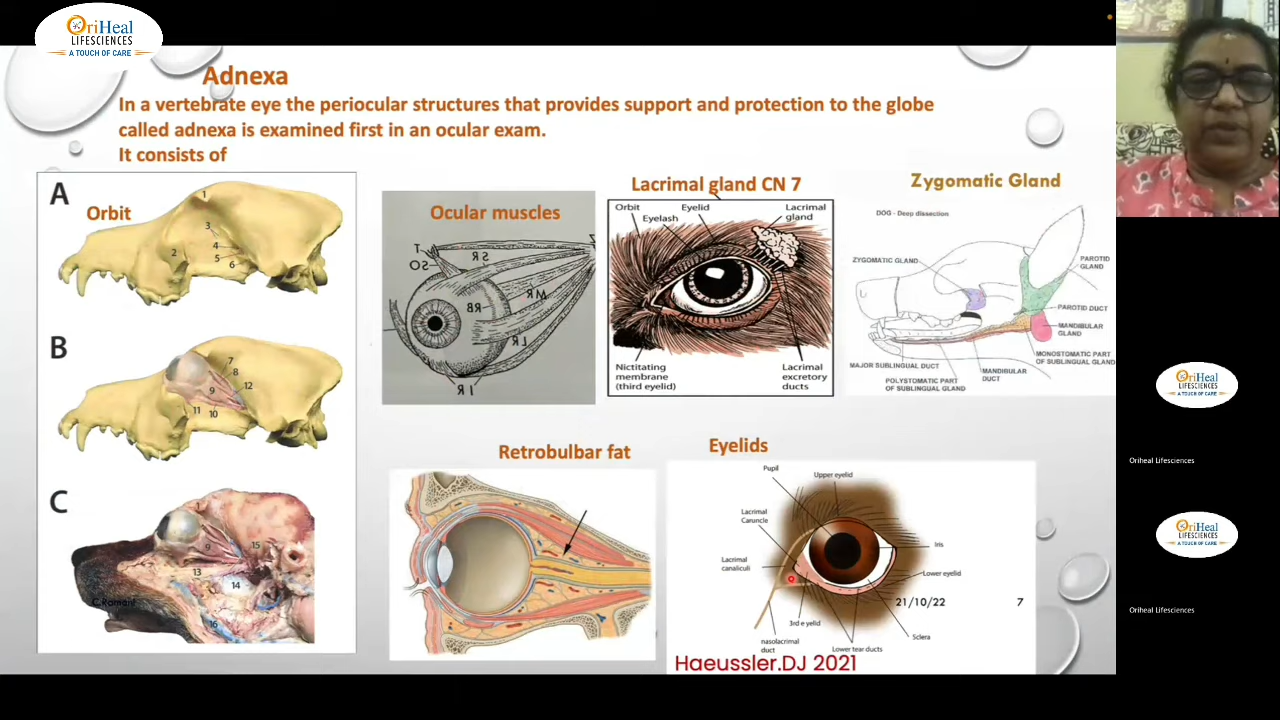 OriHeal
LIFESCIENCES
A TOUCH OF CARE
Adnexa
In a vertebrate eye the periocular structures that provides support and protection to the globe
called adnexa is examined first in an ocular exam.
It consists of
A
Orbit
1
2
3
4
5
6
B
7
8
9
10
11
12
C
9
13
14
15
16
C.Ramani
Ocular muscles
T
SO
SR
RB
MR
LR
IR
Lacrimal gland CN 7
Orbit
Eyelash
Eyelid
Lacrimal
gland
Nictitating
membrane
(third eyelid)
Lacrimal
excretory
ducts
Zygomatic Gland
DOG - Deep dissection
ZYGOMATIC GLAND
PAROTID
GLAND
PAROTID DUCT
MANDIBULAR
GLAND
MONOSTOMATIC PART
OF SUBLINGUAL GLAND
MAJOR SUBLINGUAL DUCT
MANDIBULAR
DUCT
POLYSTOMATIC PART
OF SUBLINGUAL GLAND
Retrobulbar fat
Eyelids
Pupil
Upper eyelid
Lacrimal
Caruncle
Iris
Lacrimal
canaliculi
Lower eyelid
21/10/22
7
3rd e yelid
Sclera
nasolacrimal
duct
Lower tear ducts
Haeussler.DJ 2021
OriHeal
LIFESCIENCES
A TOUCH OF CARE
Oriheal Lifesciences
OriHeal
LIFESCIENCES
A TOUCH OF CARE
Oriheal Lifesciences